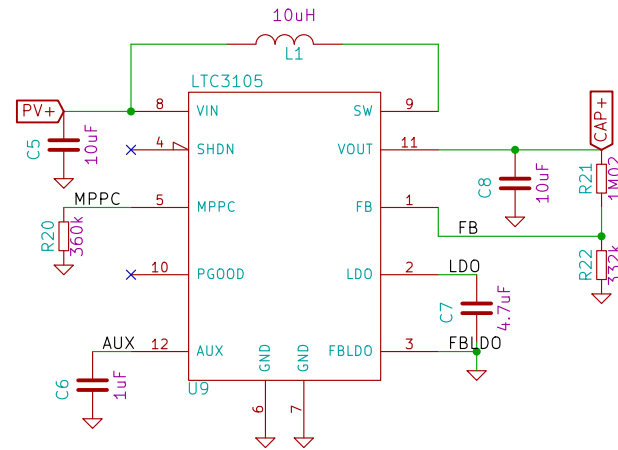 10uH
L1
LTC3105
PV+
8
VIN
SW
9
CAP+
C5
10uF
4
SHDN
VOUT
11
C8
10uF
R21
1M02
MPPC
5
MPPC
FB
1
FB
R20
360k
R22
332k
10
PGOOD
LDO
2
LDO
C7
4.7uF
AUX
12
AUX
GND
GND
FBLDO
3
FBLDO
C6
1uF
U9
6
7